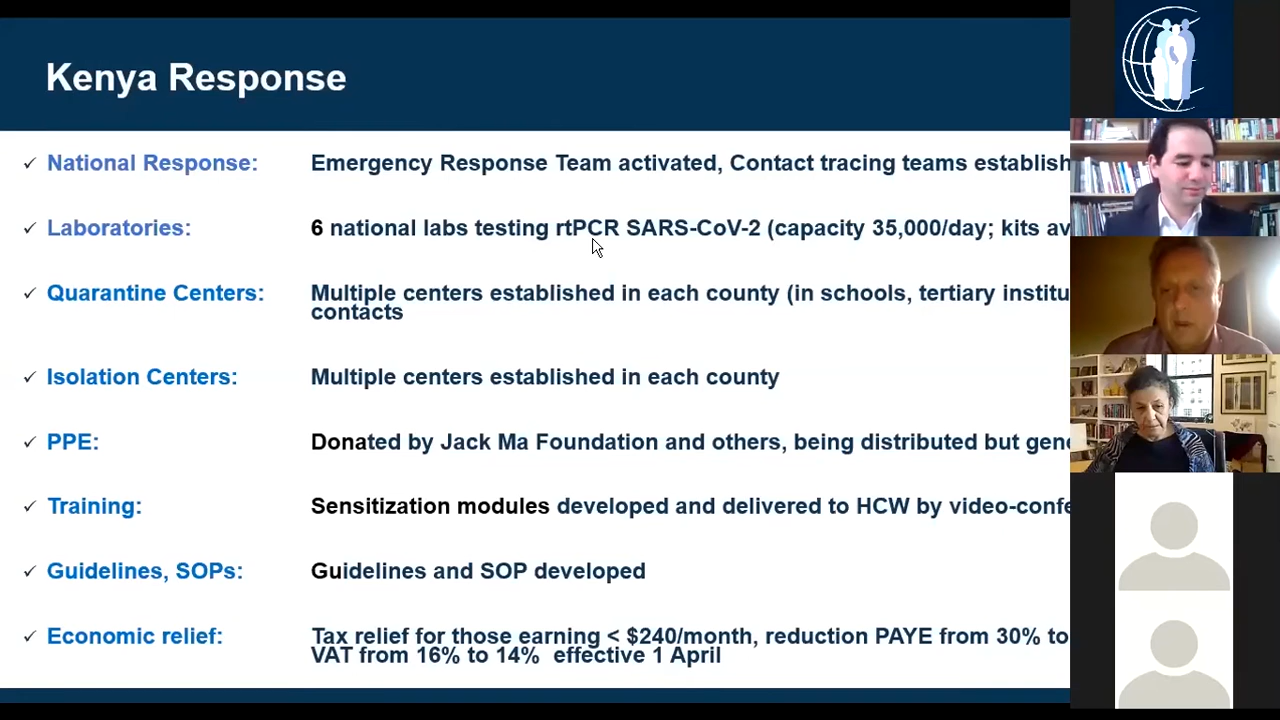 Kenya Response
✓ National Response: Emergency Response Team activated, Contact tracing teams establish
✓ Laboratories: 6 national labs testing rtPCR SARS-CoV-2 (capacity 35,000/day; kits av
✓ Quarantine Centers: Multiple centers established in each county (in schools, tertiary institu
contacts
✓ Isolation Centers: Multiple centers established in each county
✓ PPE: Donated by Jack Ma Foundation and others, being distributed but gen
✓ Training: Sensitization modules developed and delivered to HCW by video-confe
✓ Guidelines, SOPs: Guidelines and SOP developed
✓ Economic relief: Tax relief for those earning < $240/month, reduction PAYE from 30% to
VAT from 16% to 14% effective 1 April